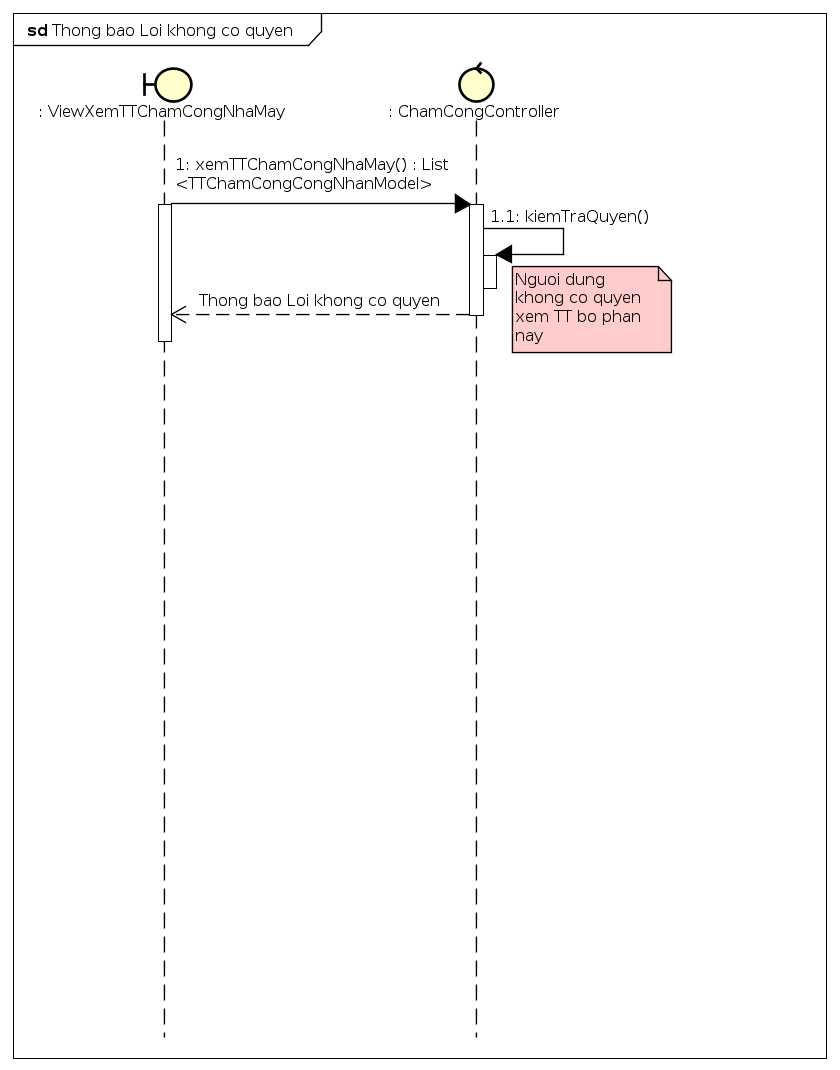 sd Thong bao Loi khong co quyen
: ViewXemTTChamCongNhaMay
: ChamCongController
1: xemTTChamCongNhaMay() : List
<TTChamCongCongNhanModel>
1.1: kiemTraQuyen()
Nguoi dung
khong co quyen
xem TT bo phan
nay
Thong bao Loi khong co quyen